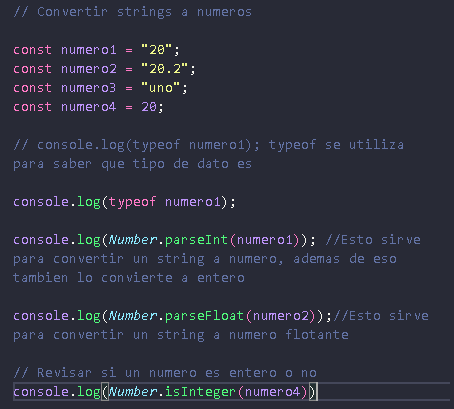 // Convertir strings a numeros
const numero1 = "20";
const numero2 = "20.2";
const numero3 = "uno";
const numero4 = 20;
// console.log(typeof numero1); typeof se utiliza
para saber que tipo de dato es
console.log(typeof numero1);
console.log(Number.parseInt(numero1)); //Esto sirve
para convertir un string a numero, ademas de eso
tambien lo convierte a entero
console.log(Number.parseFloat(numero2));//Esto sirve
para convertir un string a numero flotante
// Revisar si un numero es entero o no
console.log(Number.isInteger(numero4))